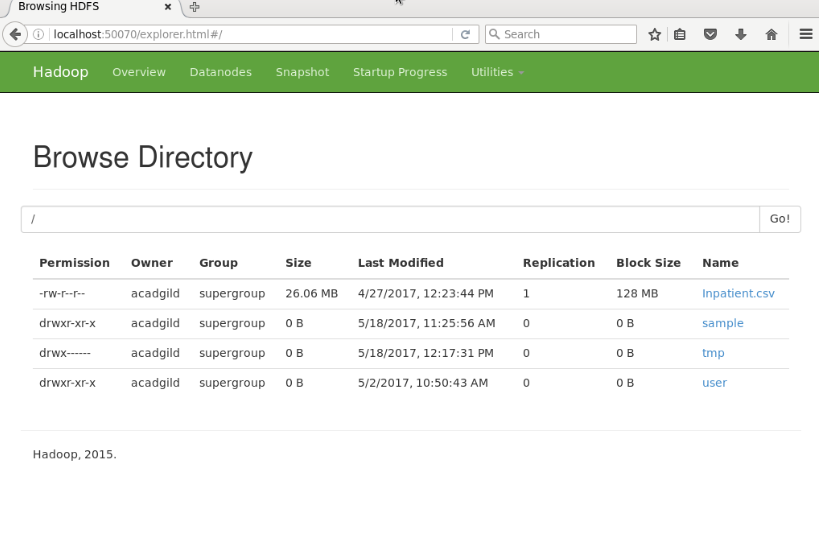 Browsing HDFS
localhost:50070/explorer.html#/
Search
Hadoop Overview Datanodes Snapshot Startup Progress Utilities
Browse Directory
/ Go!
Permission Owner Group Size Last Modified Replication Block Size Name
-rw-r--r-- acadgild supergroup 26.06 MB 4/27/2017, 12:23:44 PM 1 128 MB Inpatient.csv
drwxr-xr-x acadgild supergroup 0 B 5/18/2017, 11:25:56 AM 0 0 B sample
drwx------ acadgild supergroup 0 B 5/18/2017, 12:17:31 PM 0 0 B tmp
drwxr-xr-x acadgild supergroup 0 B 5/2/2017, 10:50:43 AM 0 0 B user
Hadoop, 2015.